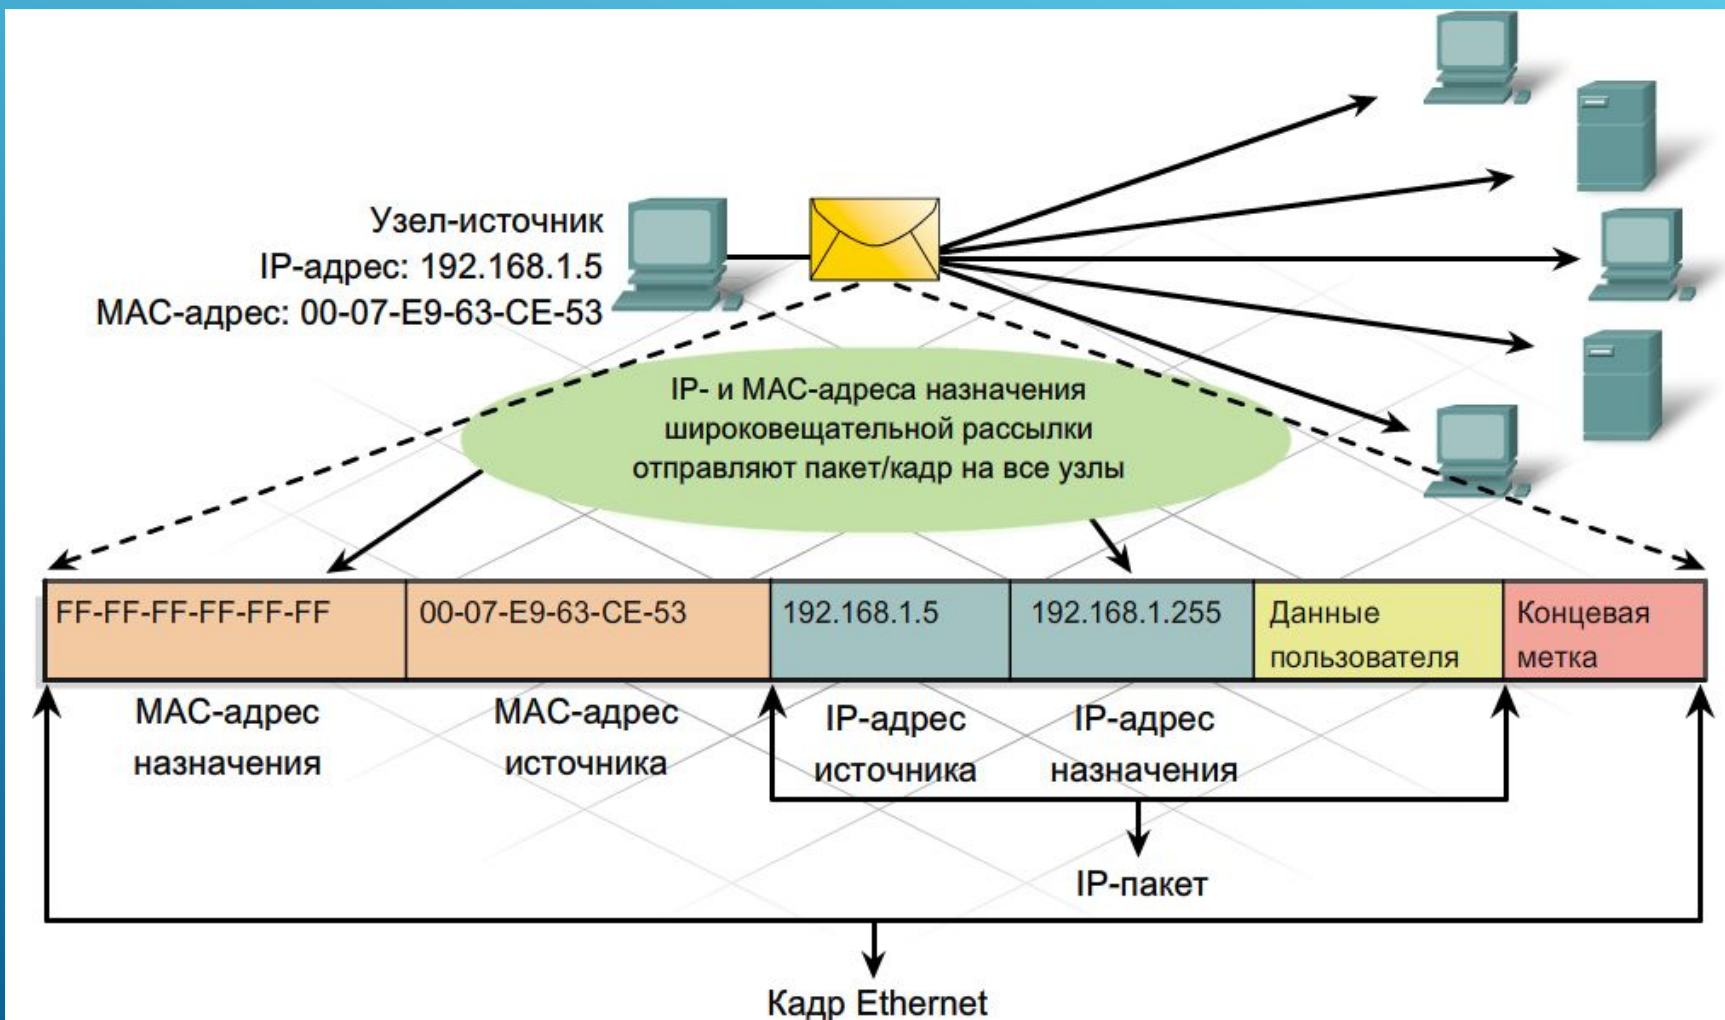 Узел-источник
IP-адрес: 192.168.1.5
MAC-адрес: 00-07-E9-63-CE-53
IP- и MAC-адреса назначения
широковещательной рассылки
отправляют пакет/кадр на все узлы
FF-FF-FF-FF-FF-FF
00-07-E9-63-CE-53
192.168.1.5
192.168.1.255
Данные
пользователя
Концевая
метка
MAC-адрес
назначения
MAC-адрес
источника
IP-адрес
источника
IP-адрес
назначения
IP-пакет
Кадр Ethernet